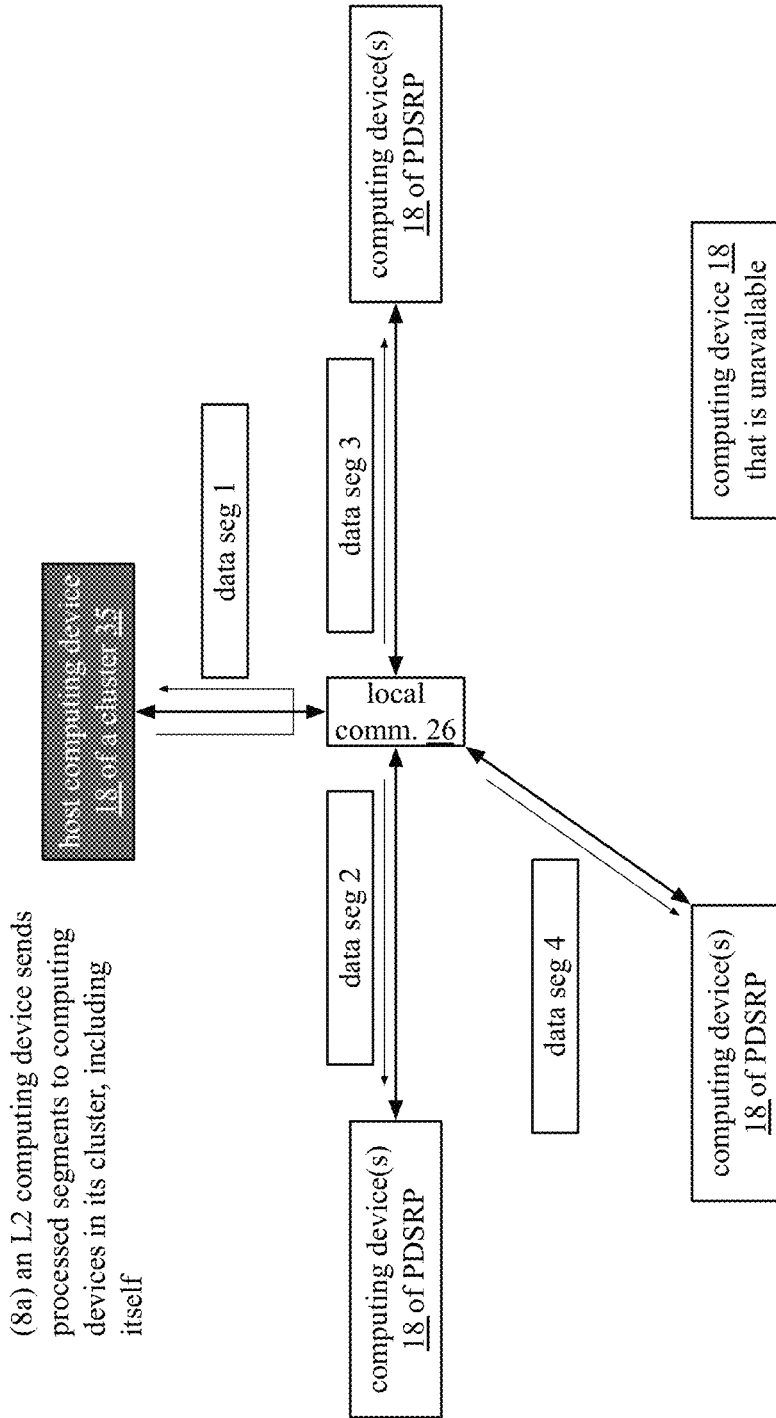 (8a) an L2 computing device sends
processed segments to computing
devices in its cluster, including
itself
host computing device
18 of a cluster 35
data seg 1
data seg 2
data seg 3
local
comm. 26
computing device(s)
18 of PDSRP
computing device(s)
18 of PDSRP
data seg 4
computing device(s)
18 of PDSRP
computing device 18
that is unavailable